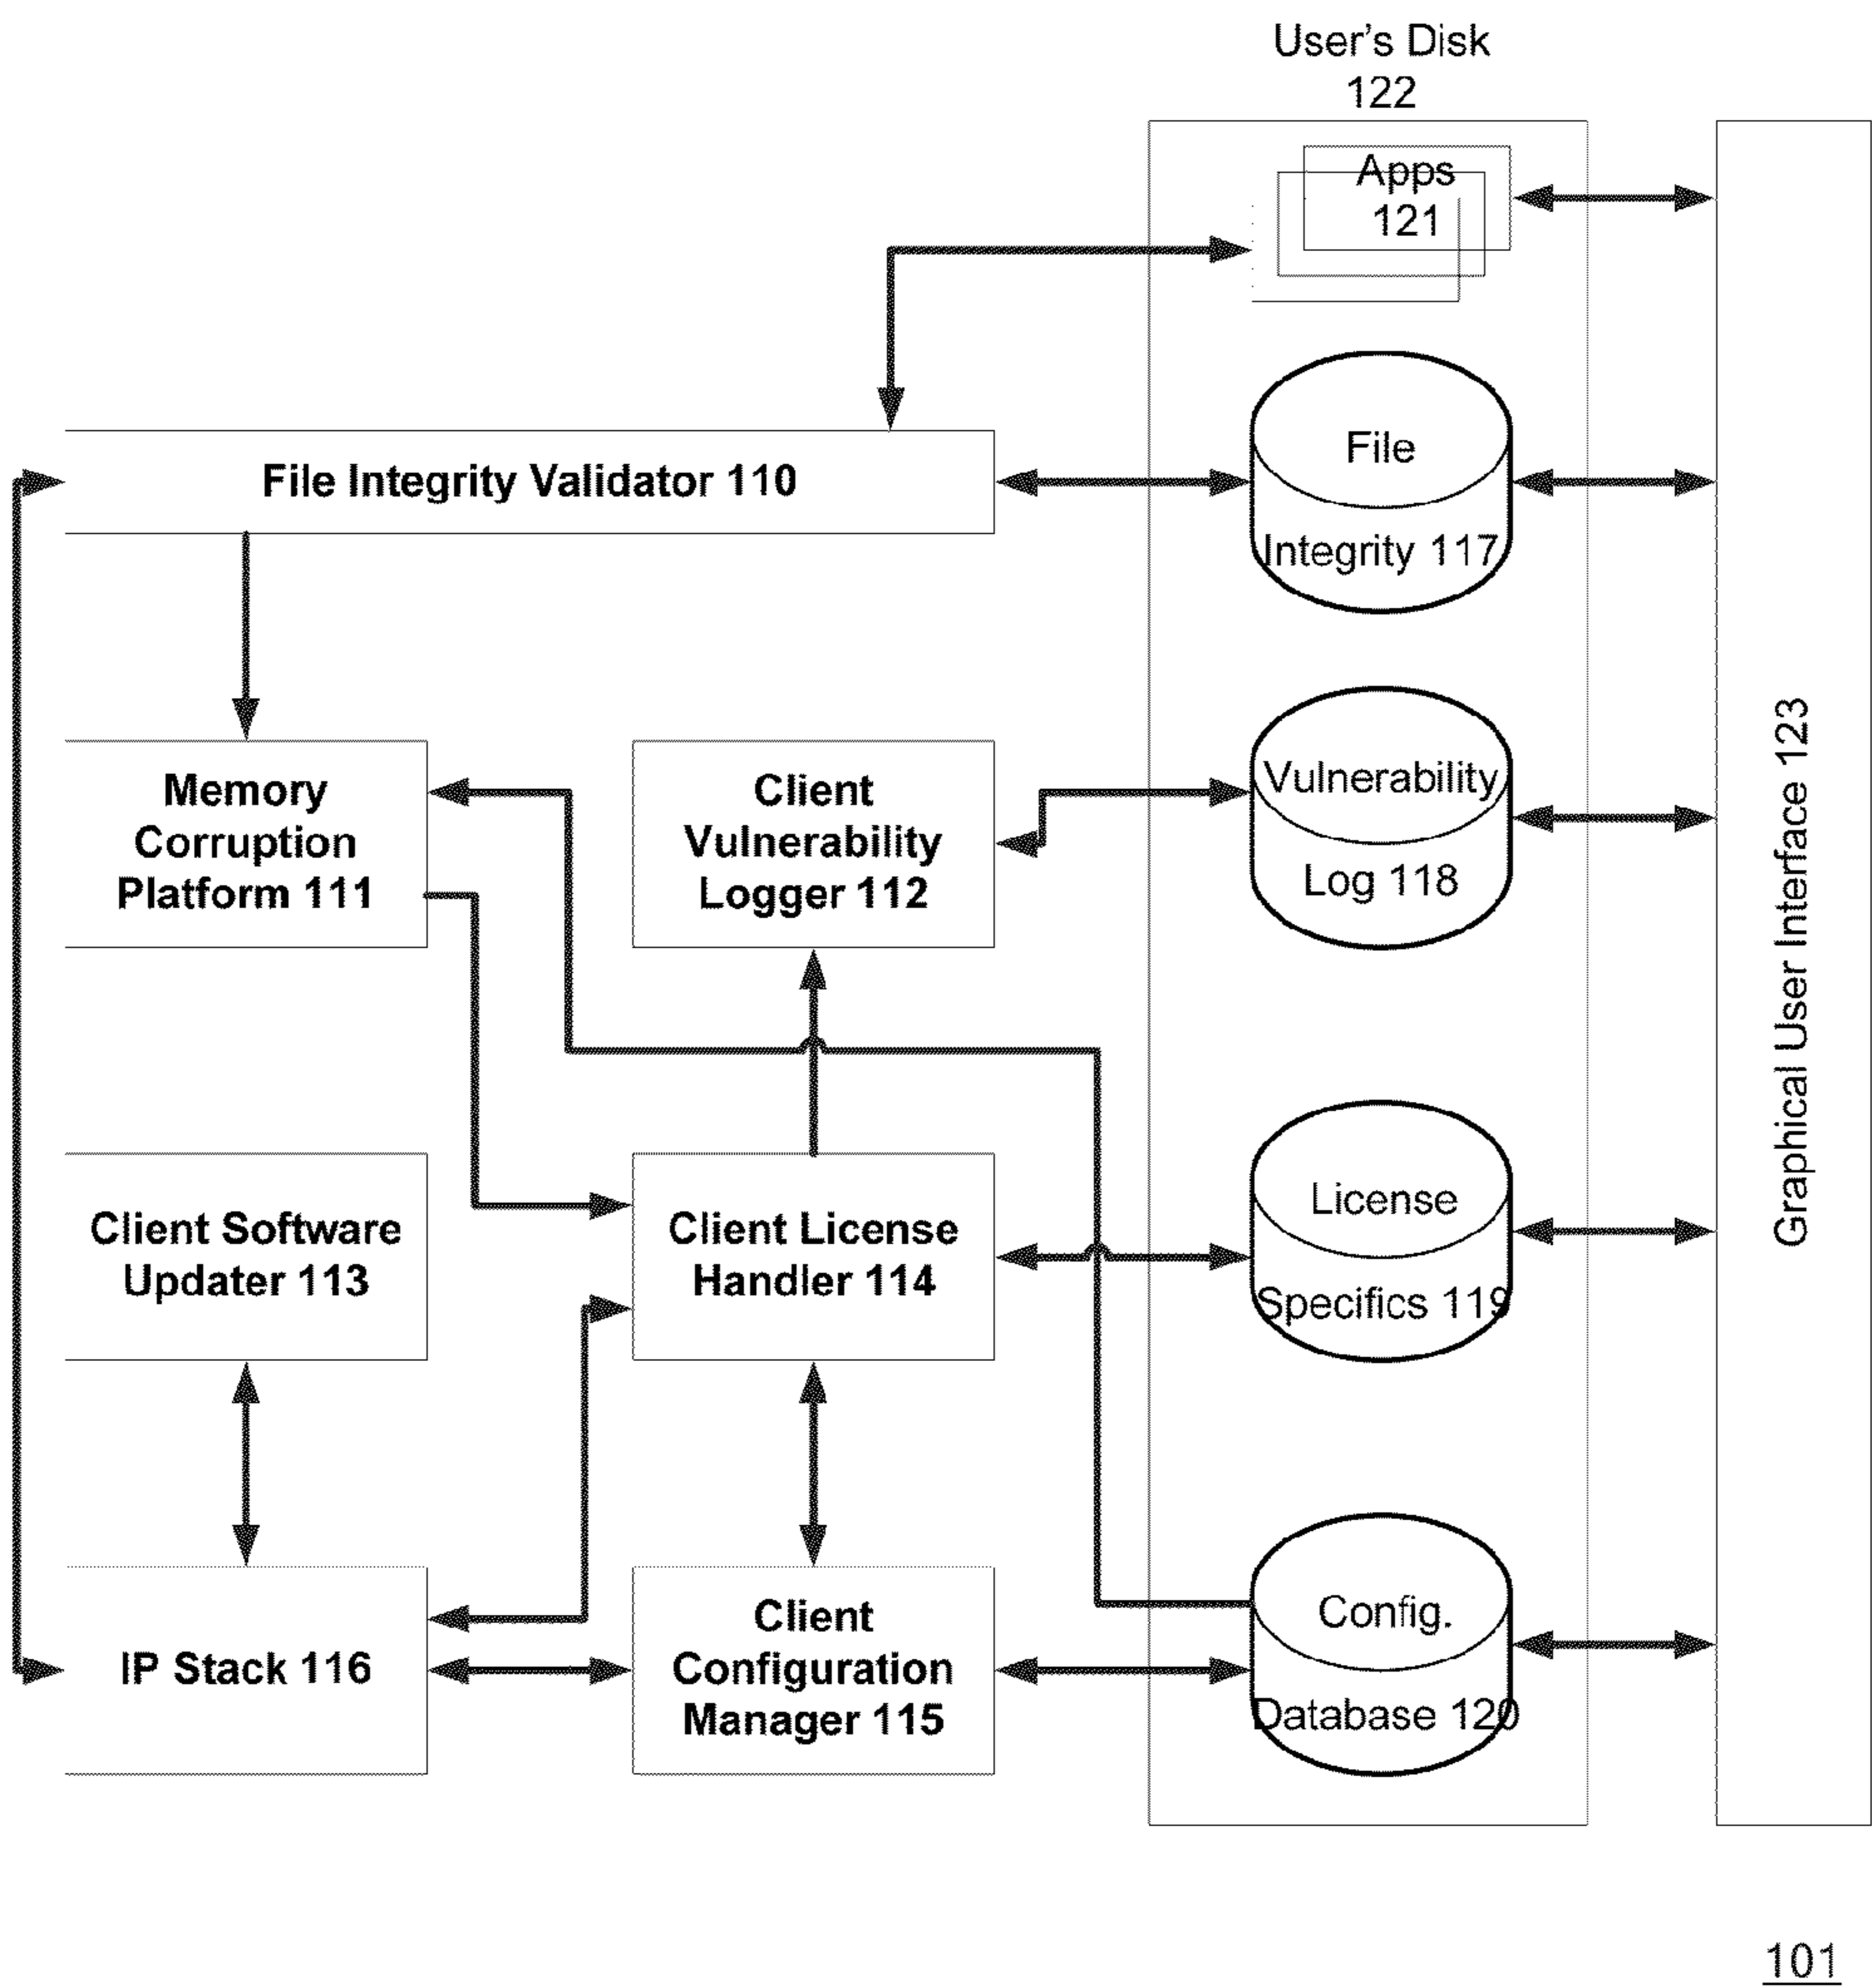 User's Disk
122
Apps
121
File Integrity Validator 110
File
Integrity 117
Memory
Corruption
Platform 111
Client
Vulnerability
Logger 112
Vulnerability
Log 118
Graphical User Interface 123
Client Software
Updater 113
Client License
Handler 114
License
Specifics 119
IP Stack 116
Client
Configuration
Manager 115
Config.
Database 120
101